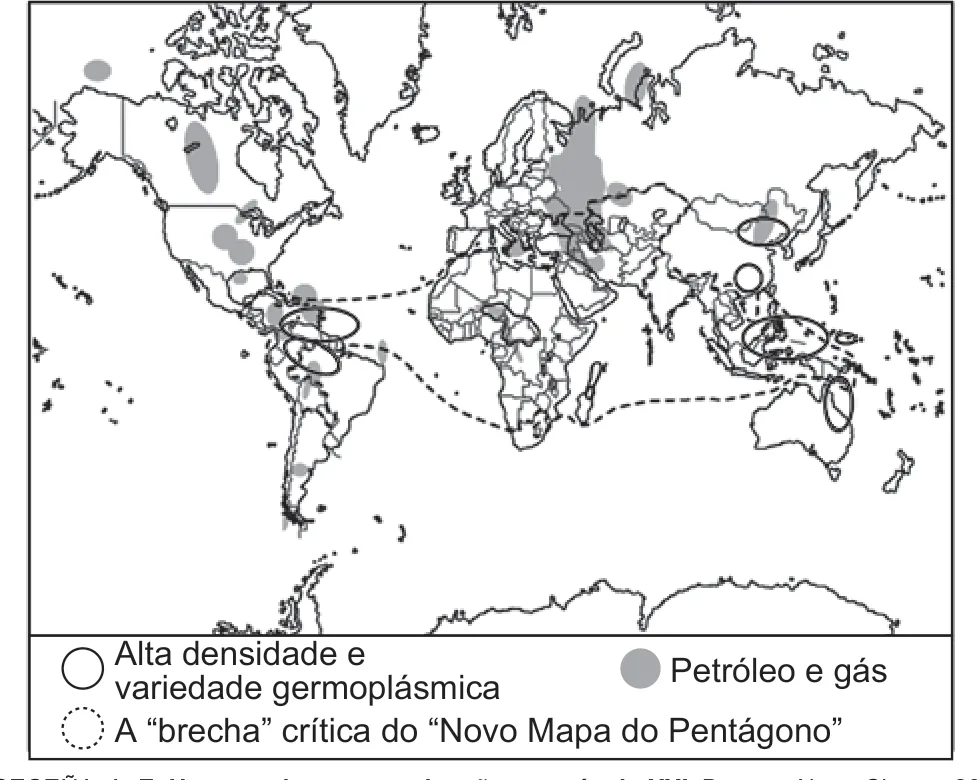 Alta densidade e
variedade germoplásmica
Petróleo e gás
A “brecha” crítica do “Novo Mapa do Pentágono”